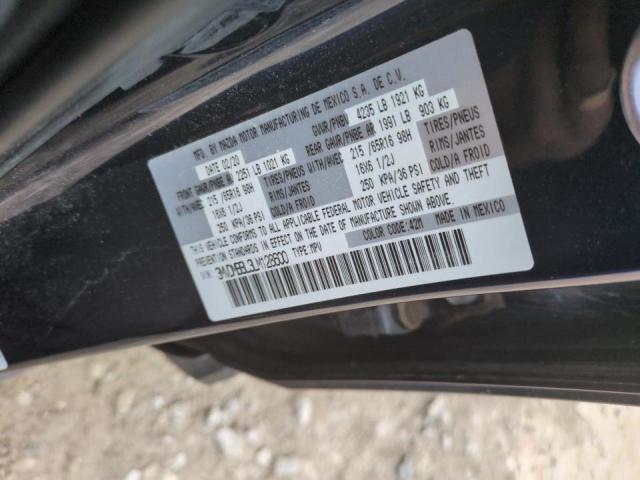 MFD. BY MAZDA MOTOR MANUFACTURING DE MEXICO S.A. DE C.V.
DATE 10/20 GVWR/PNBV 4235 LB 1921 KG
FRONT GAWR/PNBE AV 2251 LB 1021 KG REAR GAWR/PNBE AR 1991 LB 903 KG
WITH/AVEC 215/65R16 98H TIRES/PNEUS WITH/AVEC 215/65R16 98H TIRES/PNEUS
16X6 1/2J RIMS/JANTES 16X6 1/2J RIMS/JANTES
250 KPA/36 PSI COLD/A FROID 250 KPA/36 PSI COLD/A FROID
THIS VEHICLE CONFORMS TO ALL APPLICABLE FEDERAL MOTOR VEHICLE SAFETY AND THEFT
PREVENTION STANDARDS IN EFFECT ON THE DATE OF MANUFACTURE SHOWN ABOVE.
TYPE MPV COLOR CODE: 42M MADE IN MEXICO